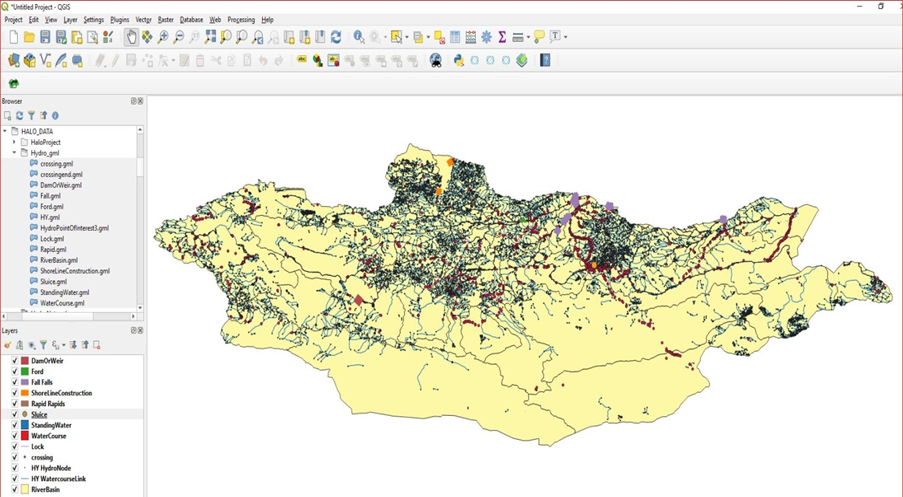 *Untitled Project - QGIS
Project Edit View Layer Settings Plugins Vector Raster Database Web Processing Help
Browser
HALO_DATA
HaloProject
Hydro_gml
crossing.gml
crossingend.gml
DamOrWeir.gml
Fall.gml
Ford.gml
HY.gml
HydroPointOfInterest3.gml
Lock.gml
Rapid.gml
RiverBasin.gml
ShoreLineConstruction.gml
Sluice.gml
StandingWater.gml
WaterCourse.gml
Layers
DamOrWeir
Ford
Fall Falls
ShoreLineConstruction
Rapid Rapids
Sluice
StandingWater
WaterCourse
Lock
crossing
HY HydroNode
HY WatercourseLink
RiverBasin